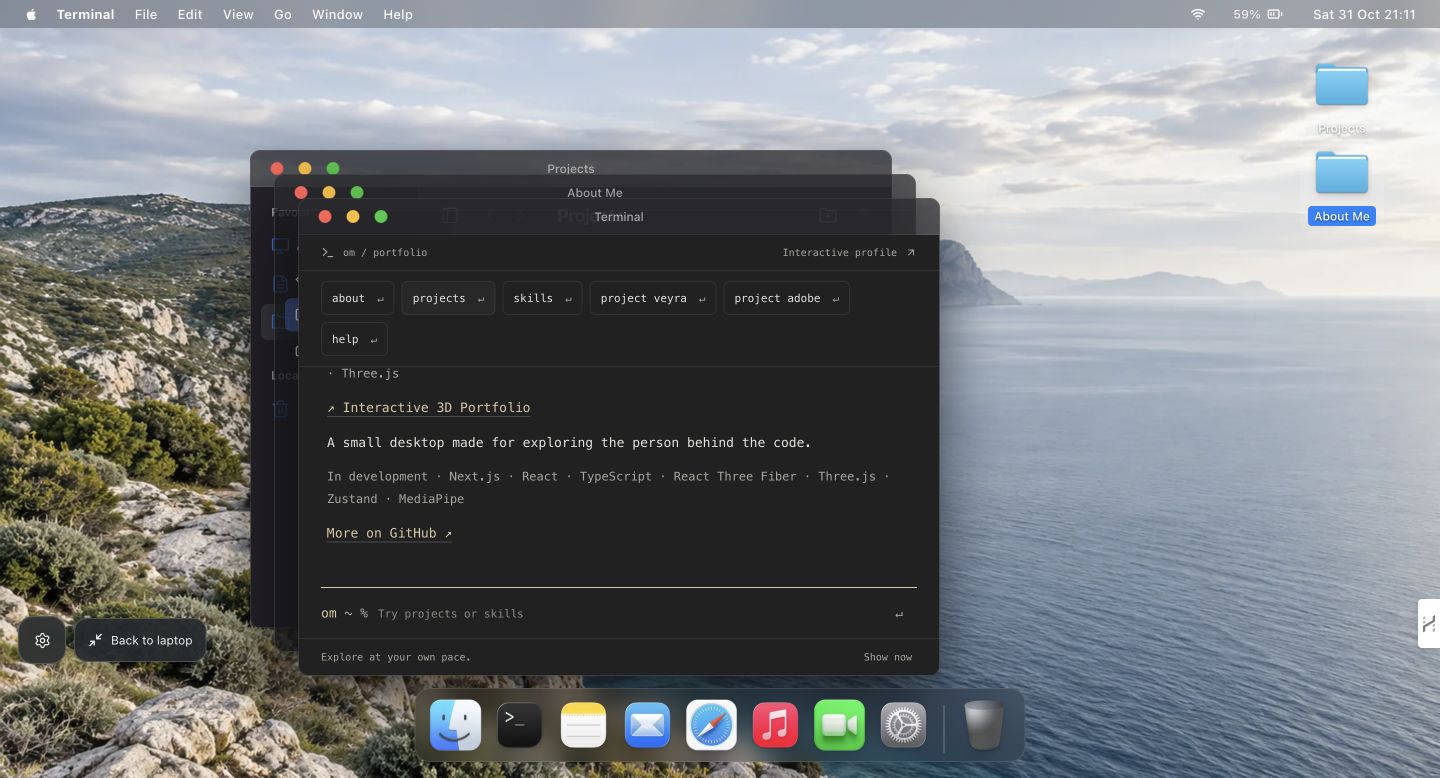 Terminal File Edit View Go Window Help 59% Sat 31 Oct 21:11
Projects
About Me
Projects
About Me
Terminal
om / portfolio Interactive profile ↗
about ↵ projects ↵ skills ↵ project veyra ↵ project adobe ↵
help ↵
· Three.js
↗ Interactive 3D Portfolio
A small desktop made for exploring the person behind the code.
In development · Next.js · React · TypeScript · React Three Fiber · Three.js ·
Zustand · MediaPipe
More on GitHub ↗
om ~ % Try projects or skills ↵
Explore at your own pace. Show now
Back to laptop
>_